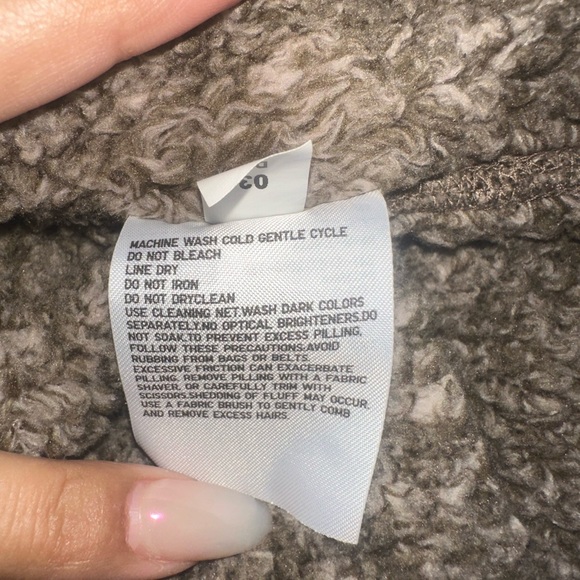 03
MACHINE WASH COLD GENTLE CYCLE
DO NOT BLEACH
LINE DRY
DO NOT IRON
DO NOT DRYCLEAN
USE CLEANING NET.WASH DARK COLORS
SEPARATELY.NO OPTICAL BRIGHTENERS.DO
NOT SOAK.TO PREVENT EXCESS PILLING,
FOLLOW THESE PRECAUTIONS.AVOID
RUBBING FROM BAGS OR BELTS.
EXCESSIVE FRICTION CAN EXACERBATE
PILLING. REMOVE PILLING WITH A FABRIC
SHAVER, OR CAREFULLY TRIM WITH
SCISSORS.SHEDDING OF FLUFF MAY OCCUR.
USE A FABRIC BRUSH TO GENTLY COMB
AND REMOVE EXCESS HAIRS.